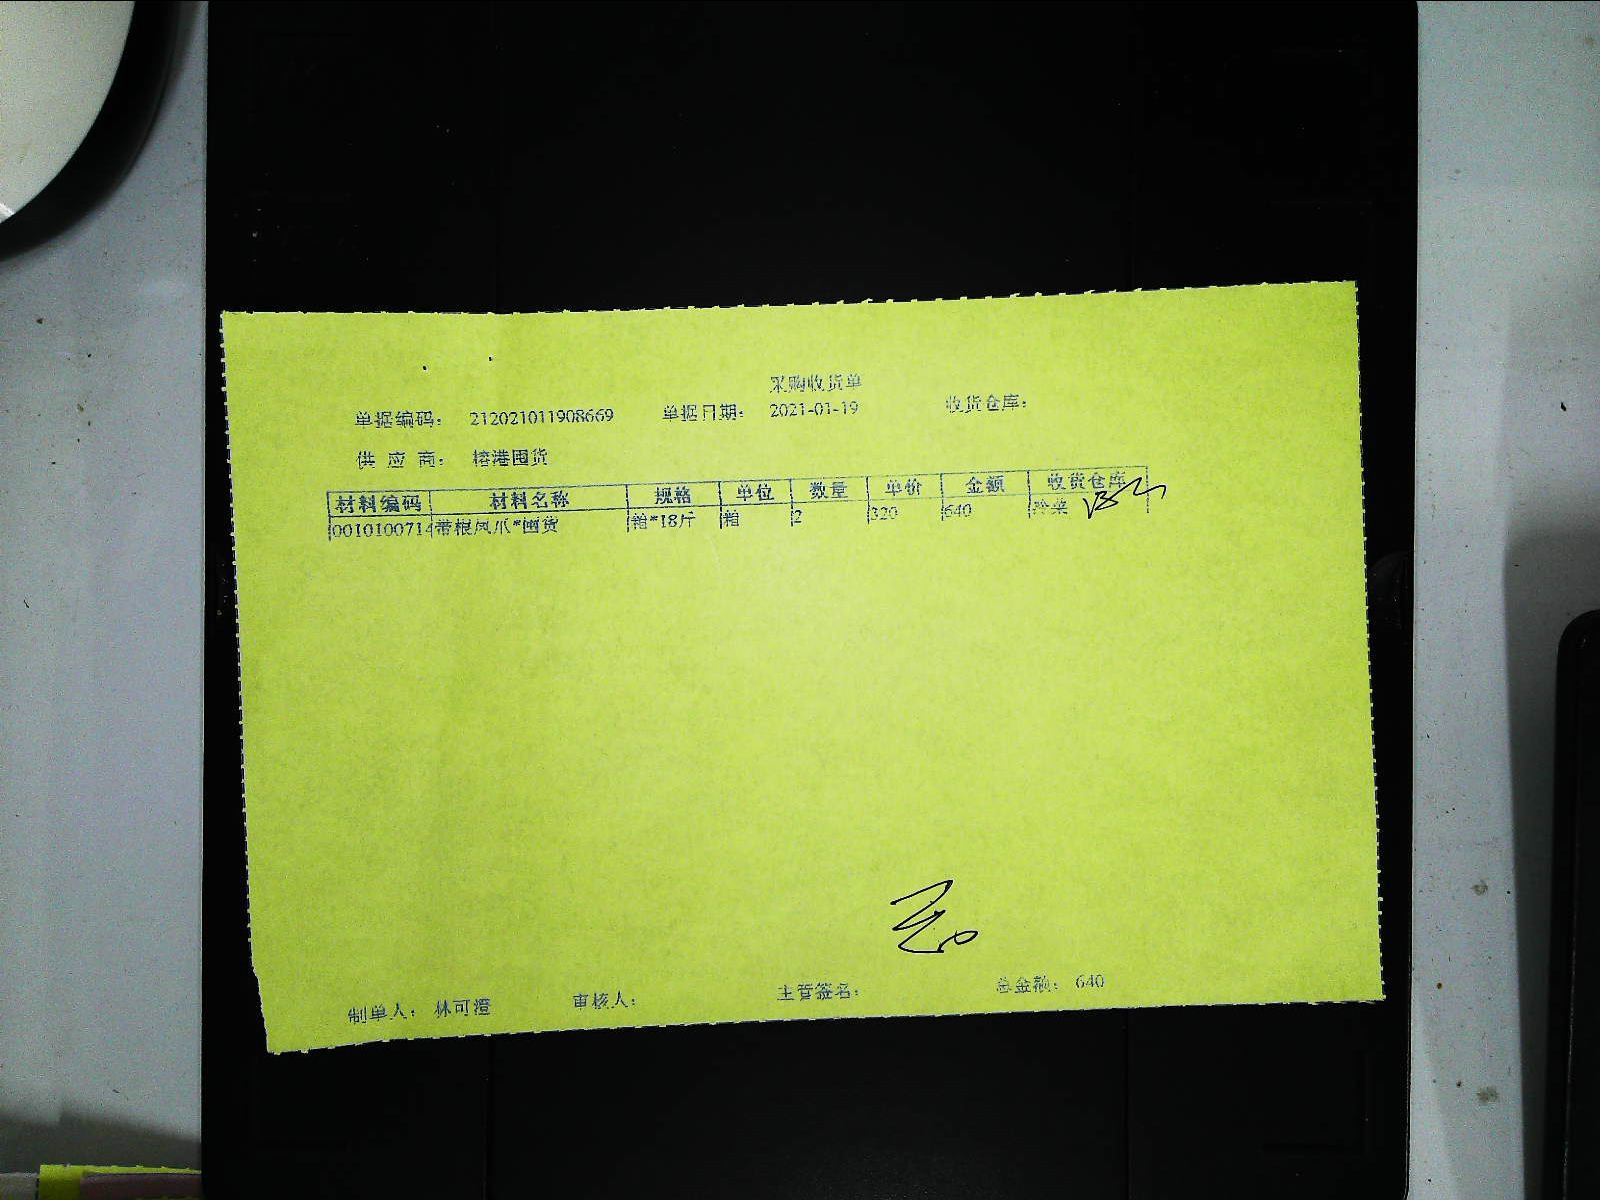 采购收货单
单据编码: 212021011908669 单据日期: 2021-01-19 收货仓库:
供 应 商: 榕港囤货
材料编码 材料名称 规格 单位 数量 单价 金额 收货仓库
0010100714 带根凤爪*囤货 箱*18斤 箱 2 320 640 冷菜
制单人: 林可澄 审核人: 主管签名: 总金额: 640